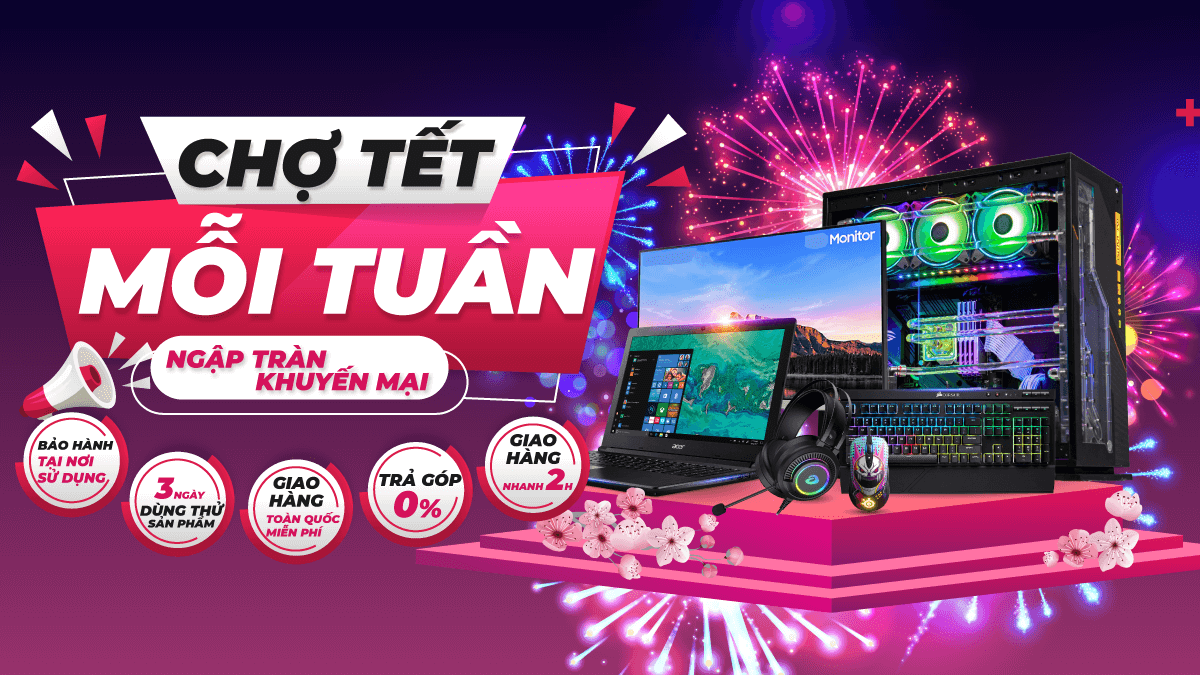 CHỢ TẾT
MỖI TUẦN
NGẬP TRÀN
KHUYẾN MẠI
BẢO HÀNH
TẠI NƠI
SỬ DỤNG
3 NGÀY
DÙNG THỬ
SẢN PHẨM
GIAO
HÀNG
TOÀN QUỐC
MIỄN PHÍ
TRẢ GÓP
0%
GIAO
HÀNG
NHANH 2H
Monitor
acer
CORSAIR